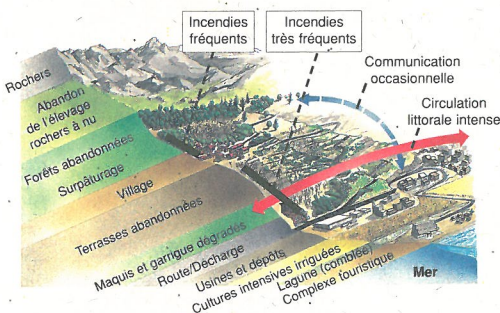 Incendies
fréquents
Incendies
très fréquents
Communication
occasionnelle
Circulation
littorale intense
Rochers
Abandon
de l'élevage
rochers à nu
Forêts abandonnées
Surpâturage
Village
Terrasses abandonnées
Maquis et garrigue dégradés
Route/Décharge
Usines et dépôts
Cultures intensives irriguées
Lagune (comblée)
Complexe touristique
Mer